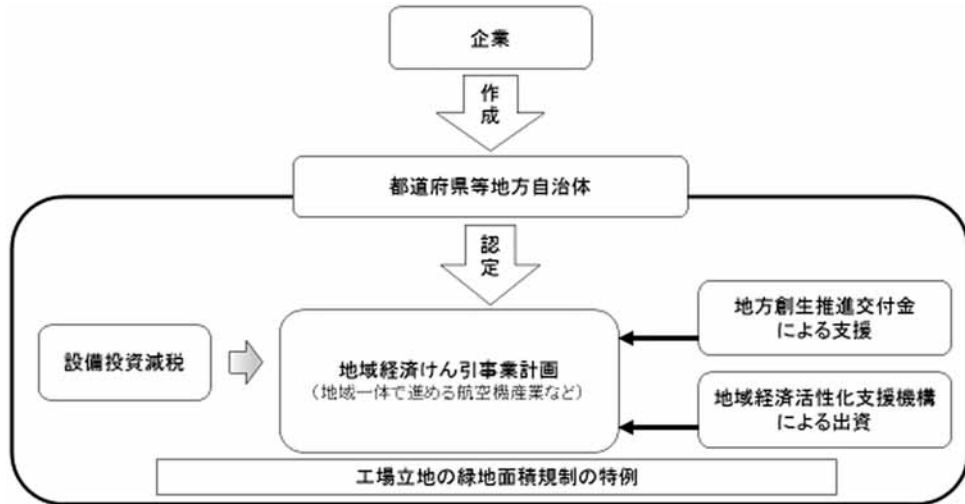 企業
作成
都道府県等地方自治体
認定
設備投資減税
地域経済けん引事業計画
（地域一体で進める航空機産業など）
地方創生推進交付金
による支援
地域経済活性化支援機構
による出資
工場立地の緑地面積規制の特例